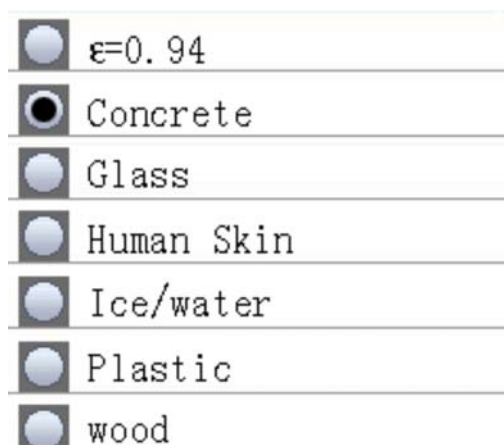 ε=0.94
Concrete
Glass
Human Skin
Ice/water
Plastic
wood